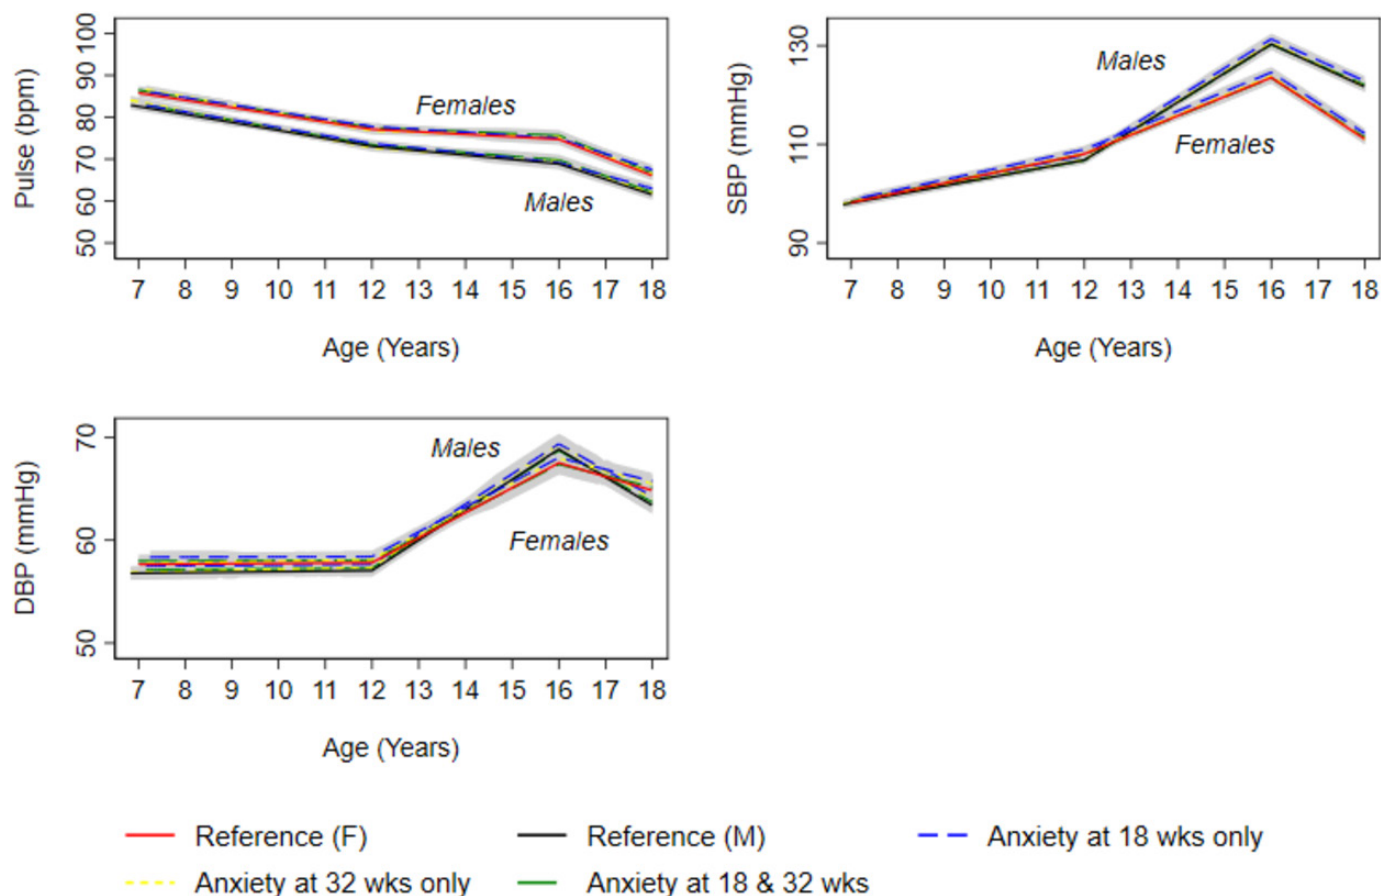 Pulse (bpm)
100
90
80
70
60
50
Females
Males
7 8 9 10 11 12 13 14 15 16 17 18
Age (Years)
SBP (mmHg)
130
110
90
Males
Females
7 8 9 10 11 12 13 14 15 16 17 18
Age (Years)
DBP (mmHg)
70
60
50
Males
Females
7 8 9 10 11 12 13 14 15 16 17 18
Age (Years)
Reference (F) Reference (M) Anxiety at 18 wks only
Anxiety at 32 wks only Anxiety at 18 & 32 wks